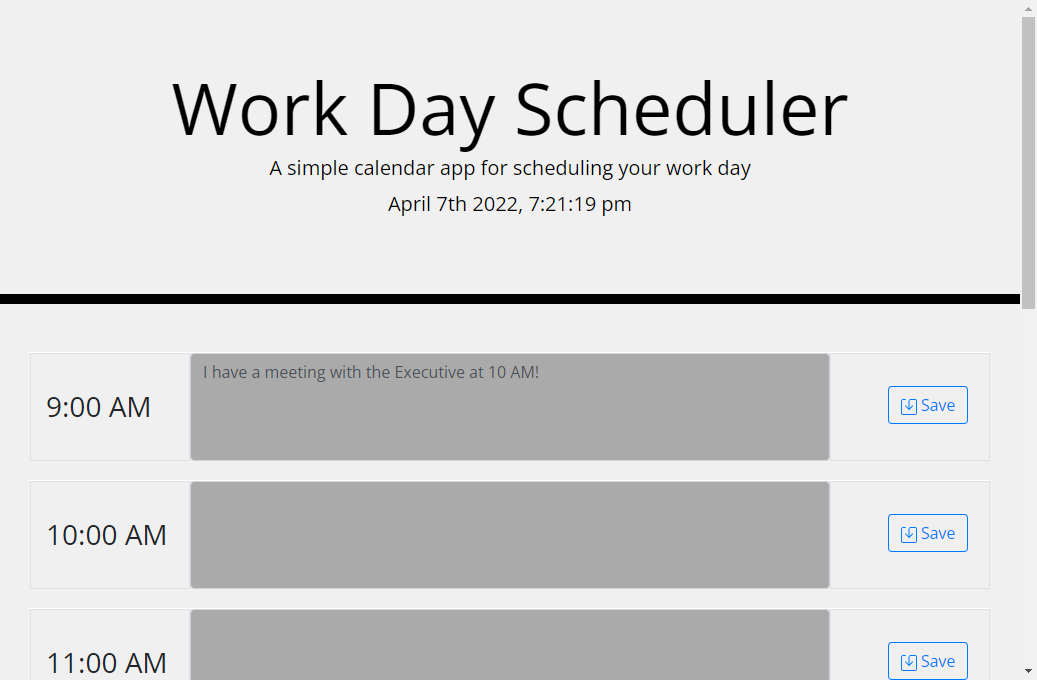 Work Day Scheduler
A simple calendar app for scheduling your work day
April 7th 2022, 7:21:19 pm
9:00 AM
I have a meeting with the Executive at 10 AM!
Save
10:00 AM
Save
11:00 AM
Save